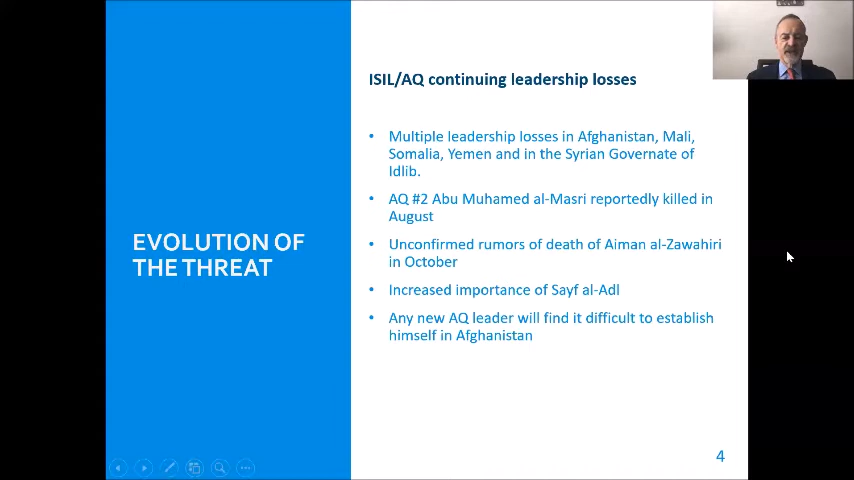 ISIL/AQ continuing leadership losses
• Multiple leadership losses in Afghanistan, Mali,
Somalia, Yemen and in the Syrian Governate of
Idlib.
• AQ #2 Abu Muhamed al-Masri reportedly killed in
August
• Unconfirmed rumors of death of Aiman al-Zawahiri
in October
• Increased importance of Sayf al-Adl
• Any new AQ leader will find it difficult to establish
himself in Afghanistan
EVOLUTION OF
THE THREAT
4